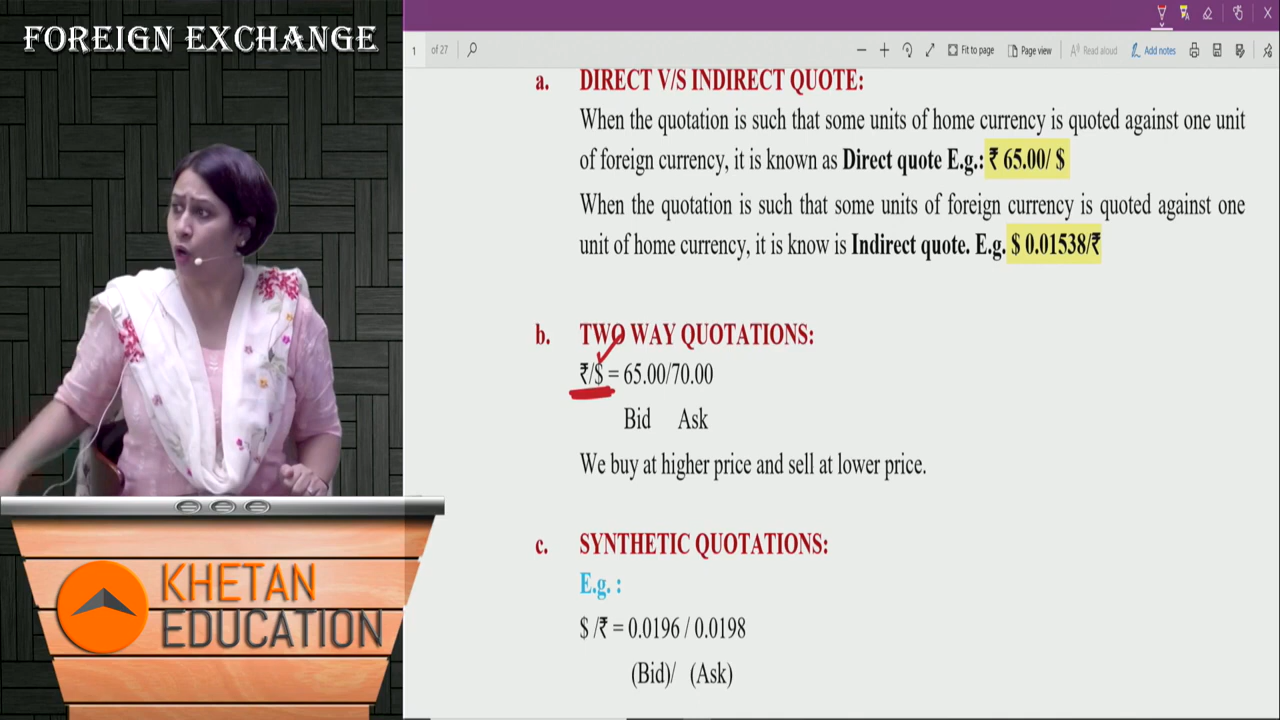 FOREIGN EXCHANGE
1 of 27
Fit to page
Page view
Read aloud
Add notes
a. DIRECT V/S INDIRECT QUOTE:
When the quotation is such that some units of home currency is quoted against one unit
of foreign currency, it is known as Direct quote E.g.: ₹ 65.00/ $
When the quotation is such that some units of foreign currency is quoted against one
unit of home currency, it is know is Indirect quote. E.g. $ 0.01538/₹
b. TWO WAY QUOTATIONS:
₹/$ = 65.00/70.00
Bid Ask
We buy at higher price and sell at lower price.
c. SYNTHETIC QUOTATIONS:
E.g. :
$ /₹ = 0.0196 / 0.0198
(Bid)/ (Ask)
KHETAN
EDUCATION